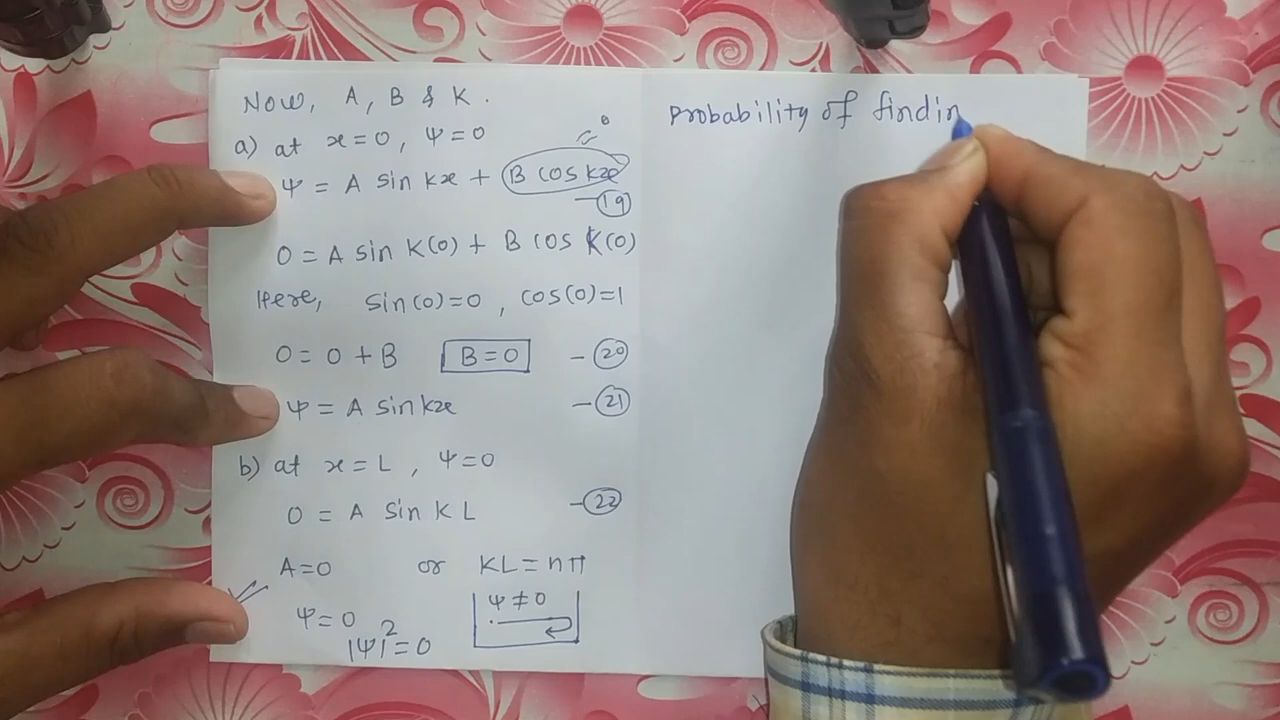 Now, A, B & K.
a) at x=0, ψ=0
ψ = A sin kx + B cos kx
0
-(19)
0 = A sin K(0) + B cos K(0)
Here, sin(0)=0, cos(0)=1
0 = 0 + B B=0 -(20)
ψ = A sin kx -(21)
b) at x=L, ψ=0
0 = A sin K L -(22)
A=0 or KL = nπ
ψ=0 ψ≠0
|ψ|²=0
Probability of findin